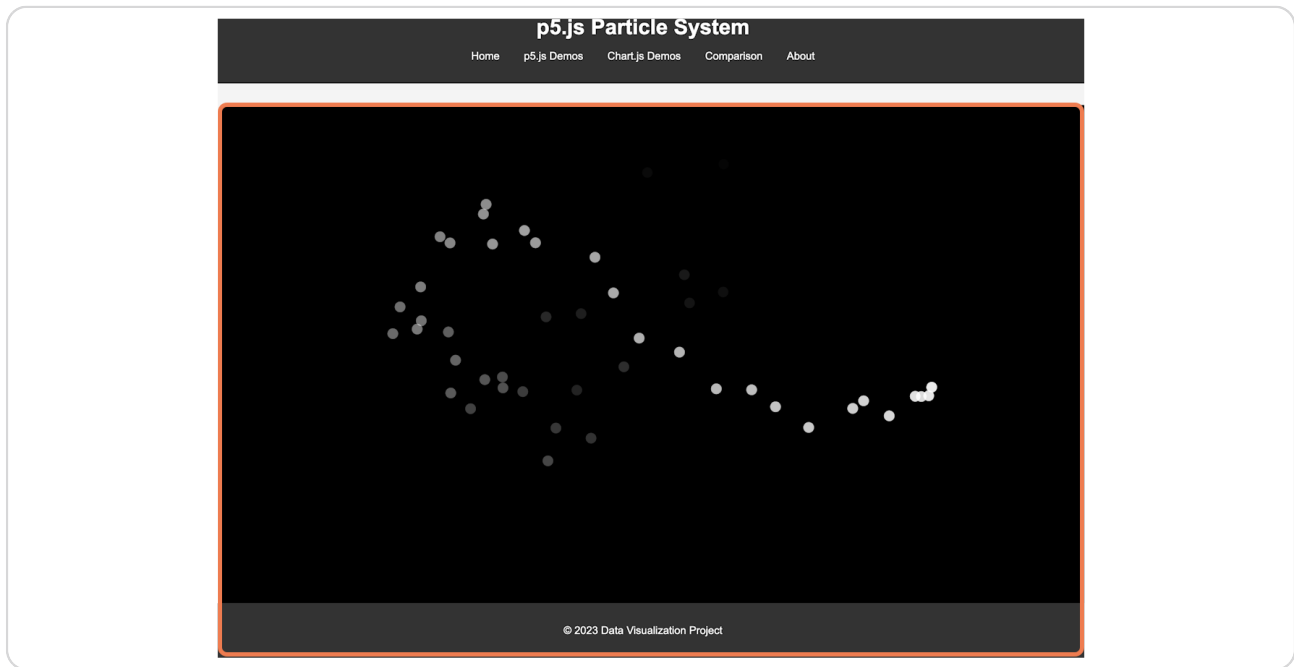 p5.js Particle System
Home p5.js Demos Chart.js Demos Comparison About
© 2023 Data Visualization Project